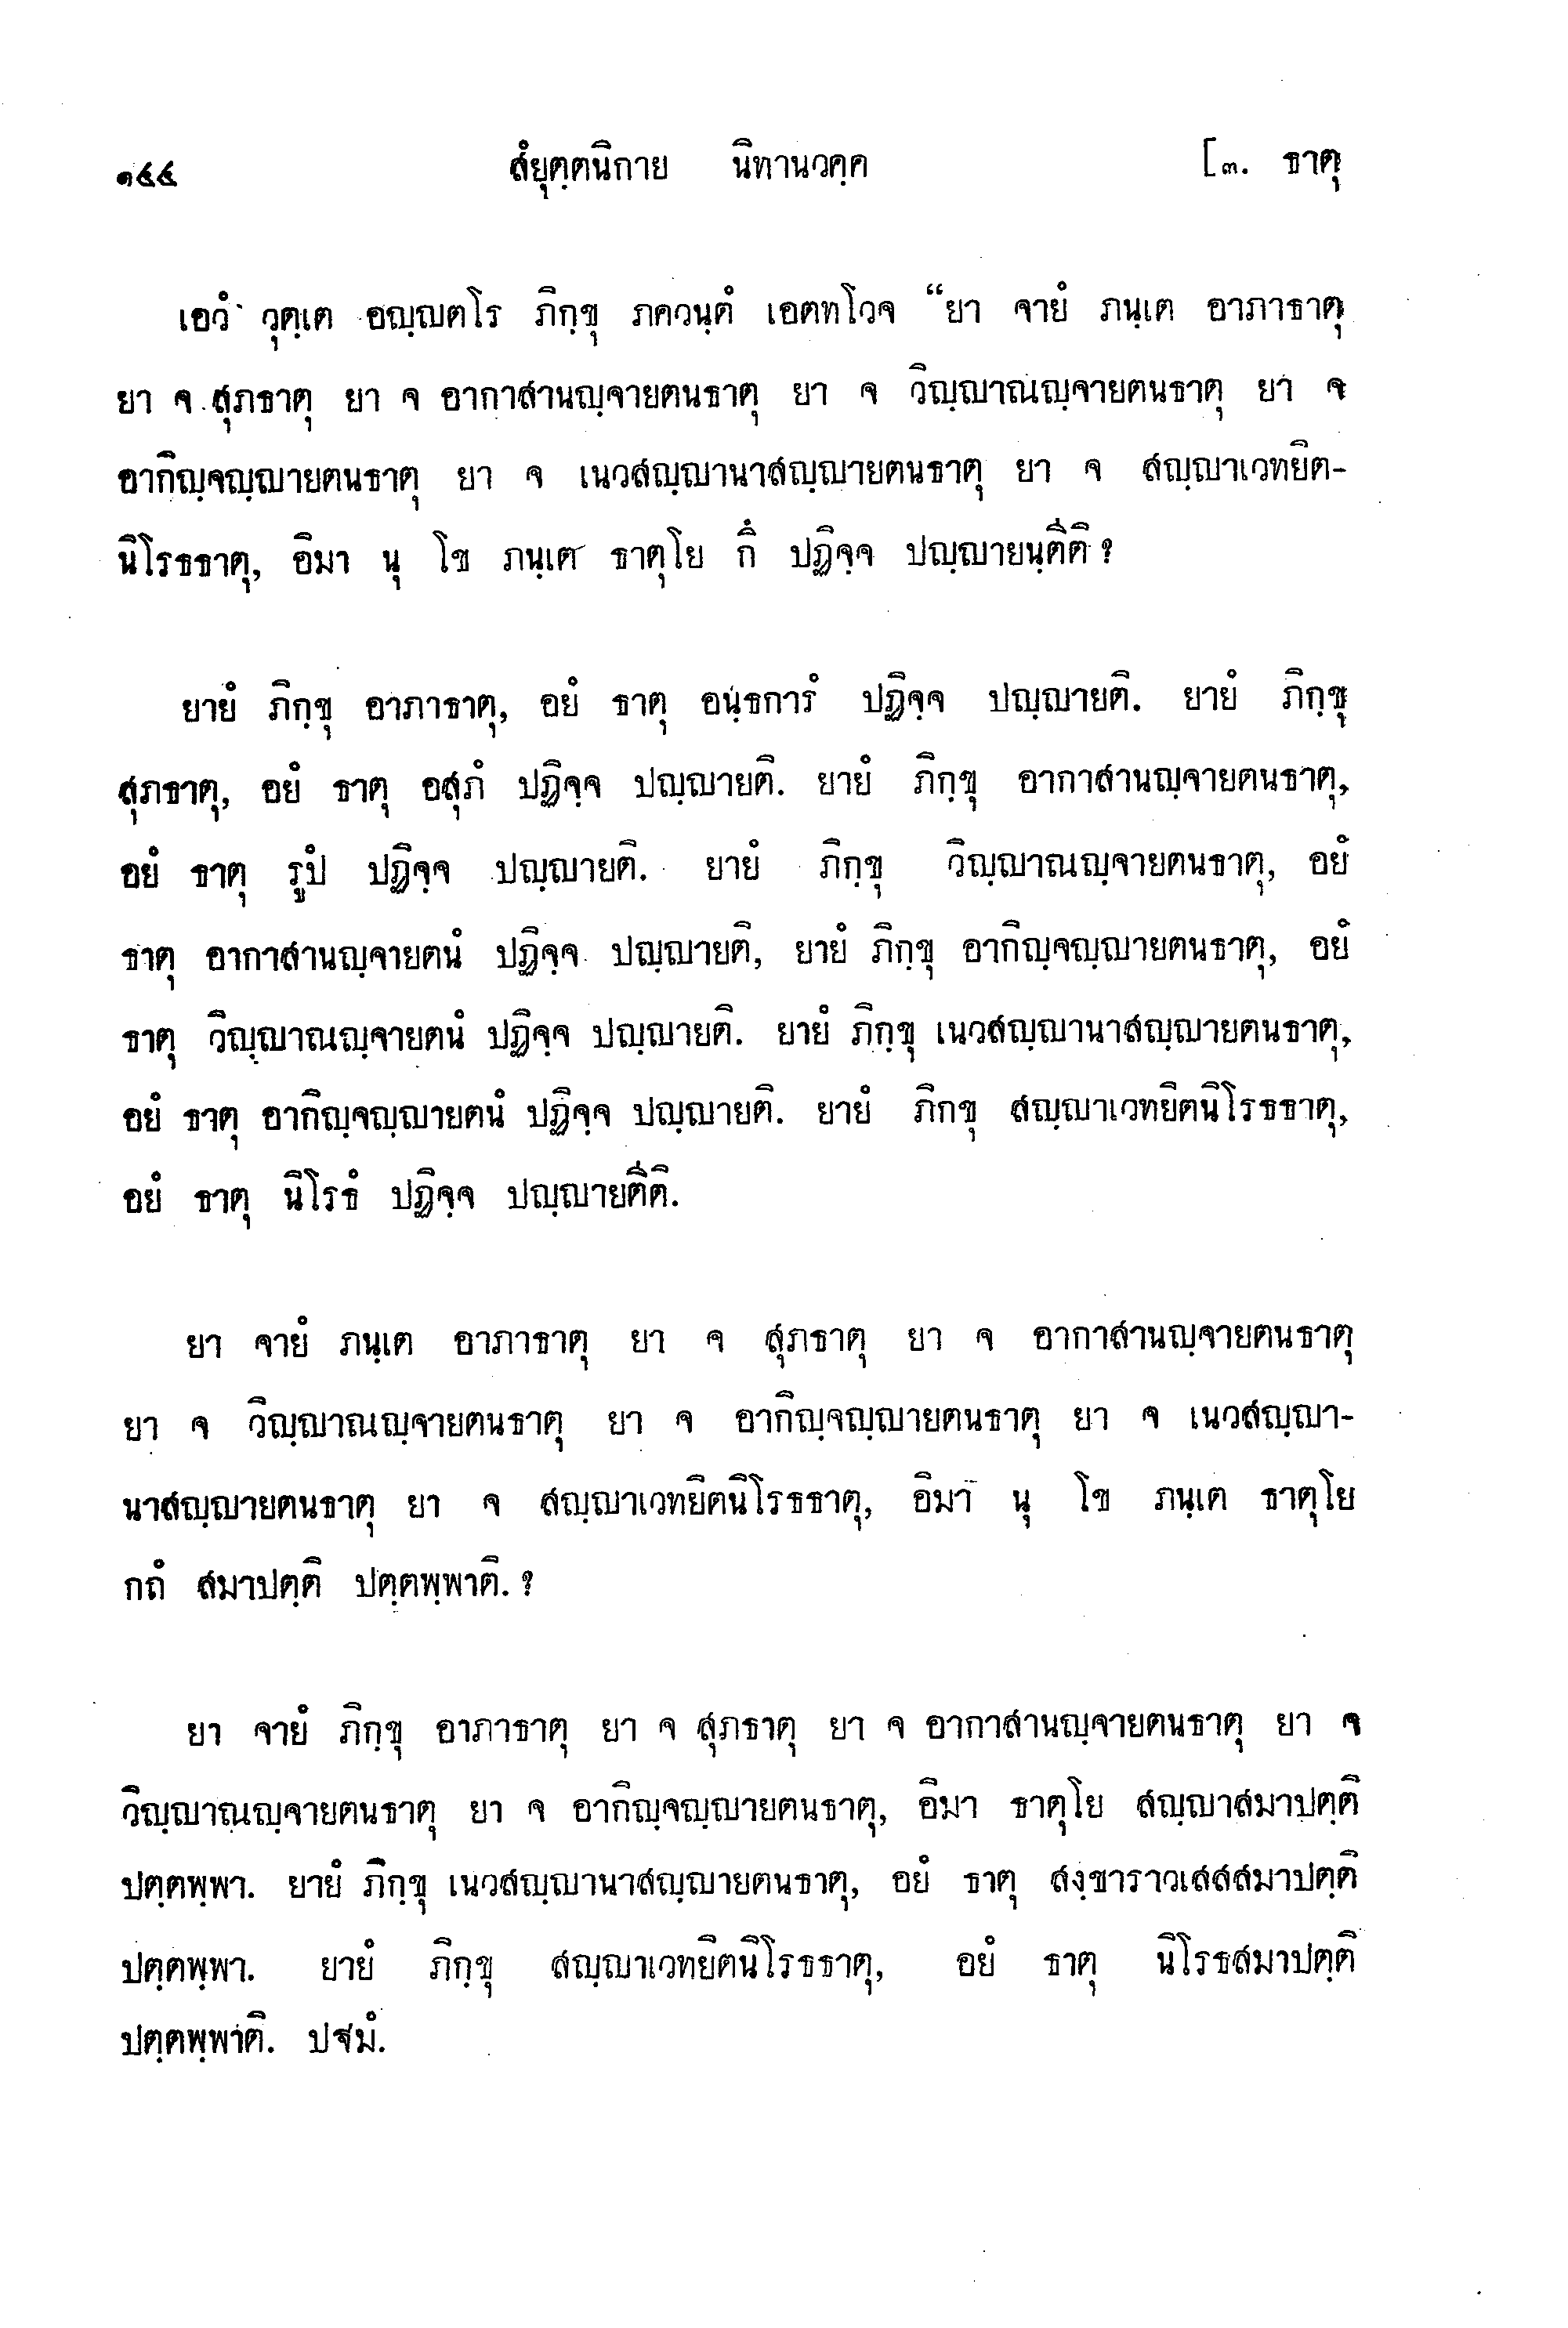 ๑๔๔ สํยุตฺตนิกาย นิทานวคฺค [๓. ธาตุ
เอวํ วุตฺเต อญฺญตโร ภิกฺขุ ภควนฺตํ เอตทโวจ “ยา จายํ ภนฺเต อาภาธาตุ
ยา จ สุภธาตุ ยา จ อากาสานญฺจายตนธาตุ ยา จ วิญฺญาณญฺจายตนธาตุ ยา จ
อากิญฺจญฺญายตนธาตุ ยา จ เนวสญฺญานาสญฺญายตนธาตุ ยา จ สญฺญาเวทยิต-
นิโรธธาตุ, อิมา นุ โข ภนฺเต ธาตุโย กึ ปฏิจฺจ ปญฺญายนฺตีติ ?
ยายํ ภิกฺขุ อาภาธาตุ, อยํ ธาตุ อนฺธการํ ปฏิจฺจ ปญฺญายติ. ยายํ ภิกฺขุ
สุภธาตุ, อยํ ธาตุ อสุภํ ปฏิจฺจ ปญฺญายติ. ยายํ ภิกฺขุ อากาสานญฺจายตนธาตุ,
อยํ ธาตุ รูปํ ปฏิจฺจ ปญฺญายติ. ยายํ ภิกฺขุ วิญฺญาณญฺจายตนธาตุ, อยํ
ธาตุ อากาสานญฺจายตนํ ปฏิจฺจ ปญฺญายติ, ยายํ ภิกฺขุ อากิญฺจญฺญายตนธาตุ, อยํ
ธาตุ วิญฺญาณญฺจายตนํ ปฏิจฺจ ปญฺญายติ. ยายํ ภิกฺขุ เนวสญฺญานาสญฺญายตนธาตุ,
อยํ ธาตุ อากิญฺจญฺญายตนํ ปฏิจฺจ ปญฺญายติ. ยายํ ภิกขุ สญฺญาเวทยิตนิโรธธาตุ,
อยํ ธาตุ นิโรธํ ปฏิจฺจ ปญฺญายตีติ.
ยา จายํ ภนฺเต อาภาธาตุ ยา จ สุภธาตุ ยา จ อากาสานญฺจายตนธาตุ
ยา จ วิญฺญาณญฺจายตนธาตุ ยา จ อากิญฺจญฺญายตนธาตุ ยา จ เนวสญฺญา-
นาสญฺญายตนธาตุ ยา จ สญฺญาเวทยิตนิโรธธาตุ, อิมา นุ โข ภนฺเต ธาตุโย
กถํ สมาปตฺติ ปตฺตพฺพาติ. ?
ยา จายํ ภิกฺขุ อาภาธาตุ ยา จ สุภธาตุ ยา จ อากาสานญฺจายตนธาตุ ยา จ
วิญฺญาณญฺจายตนธาตุ ยา จ อากิญฺจญฺญายตนธาตุ, อิมา ธาตุโย สญฺญาสมาปตฺติ
ปตฺตพฺพา. ยายํ ภิกฺขุ เนวสญฺญานาสญฺญายตนธาตุ, อยํ ธาตุ สงฺขาราวเสสสมาปตฺติ
ปตฺตพฺพา. ยายํ ภิกฺขุ สญฺญาเวทยิตนิโรธธาตุ, อยํ ธาตุ นิโรธสมาปตฺติ
ปตฺตพฺพาติ. ปฐมํ.